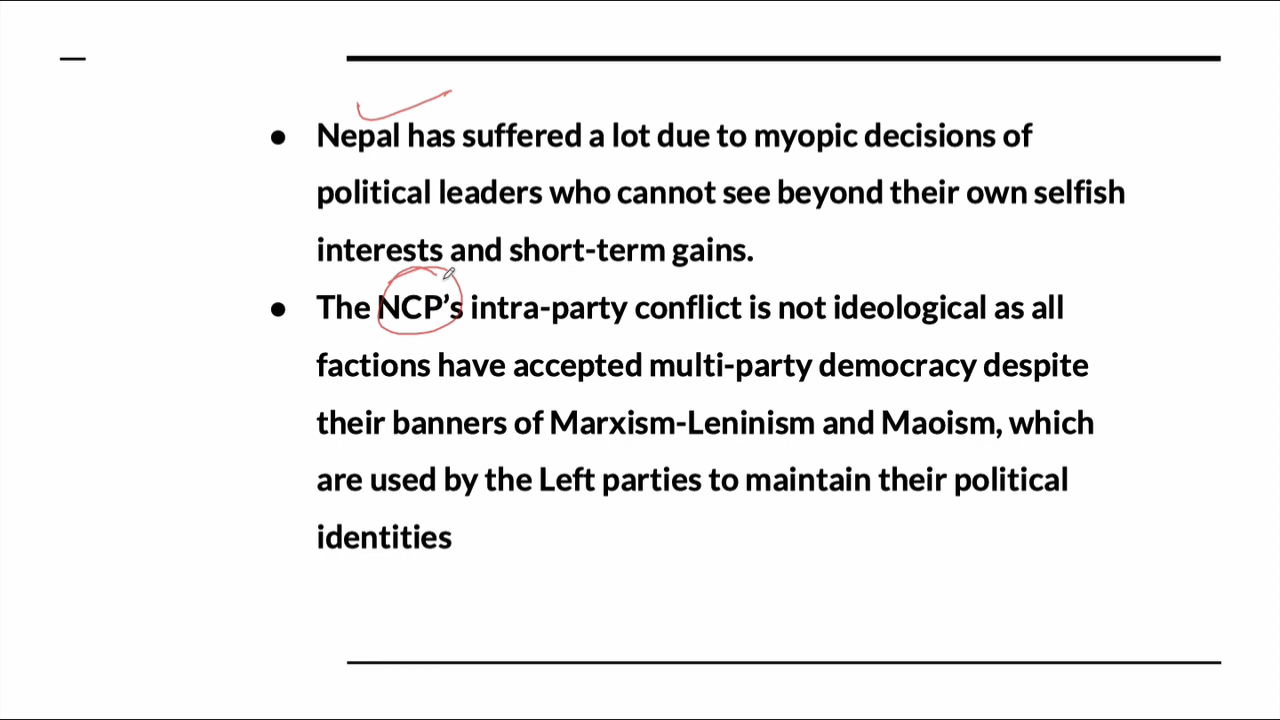 ● Nepal has suffered a lot due to myopic decisions of
political leaders who cannot see beyond their own selfish
interests and short-term gains.
● The NCP’s intra-party conflict is not ideological as all
factions have accepted multi-party democracy despite
their banners of Marxism-Leninism and Maoism, which
are used by the Left parties to maintain their political
identities